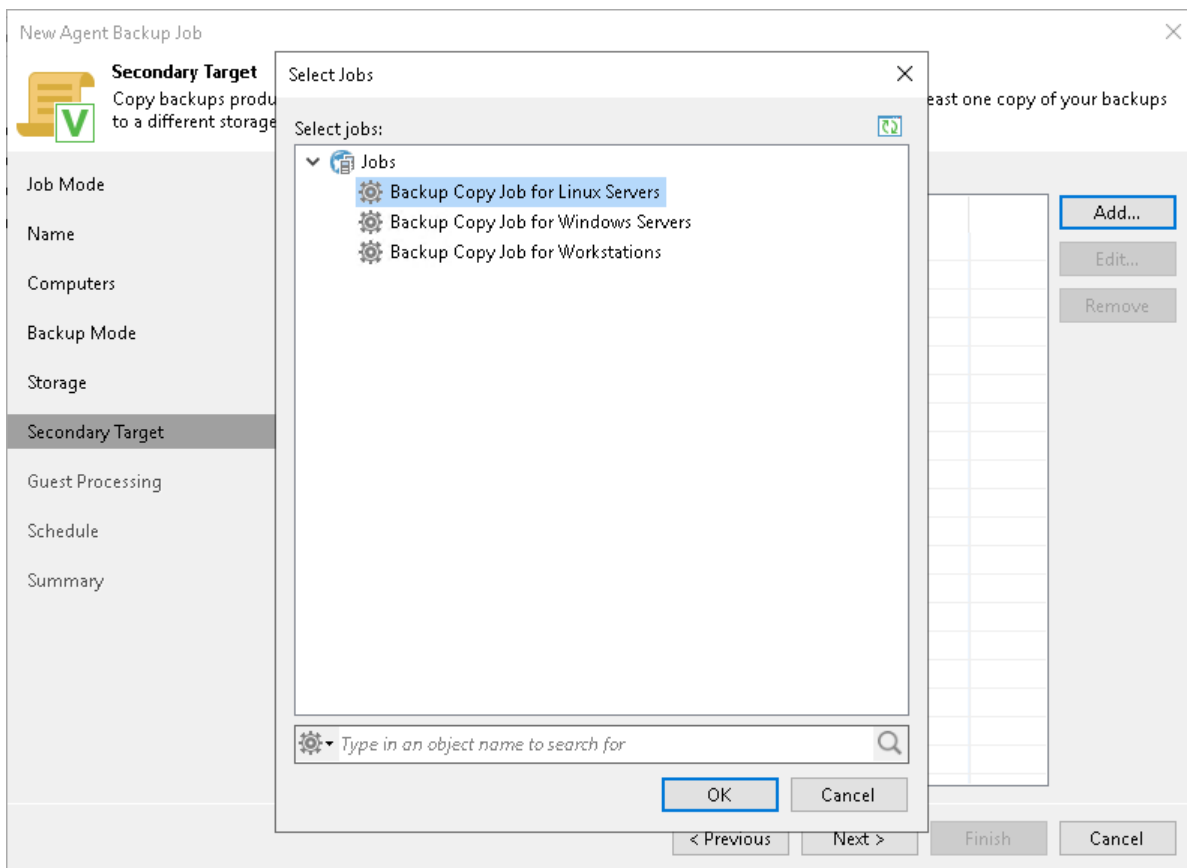 New Agent Backup Job
Secondary Target
Copy backups produ
east one copy of your backups
to a different storage
Job Mode
Name
Computers
Backup Mode
Storage
Secondary Target
Guest Processing
Schedule
Summary
Select Jobs
Select jobs:
Jobs
Backup Copy Job for Linux Servers
Backup Copy Job for Windows Servers
Backup Copy Job for Workstations
Type in an object name to search for
OK
Cancel
Add...
Edit...
Remove
< Previous
Next >
Finish
Cancel